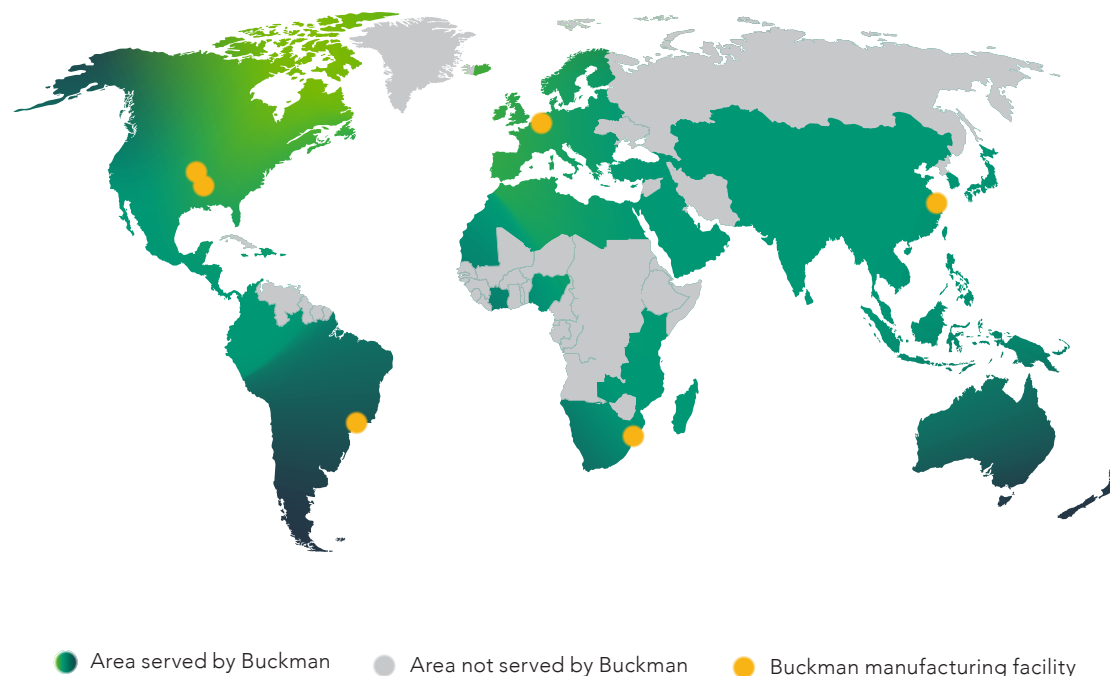 Area served by Buckman
Area not served by Buckman
Buckman manufacturing facility